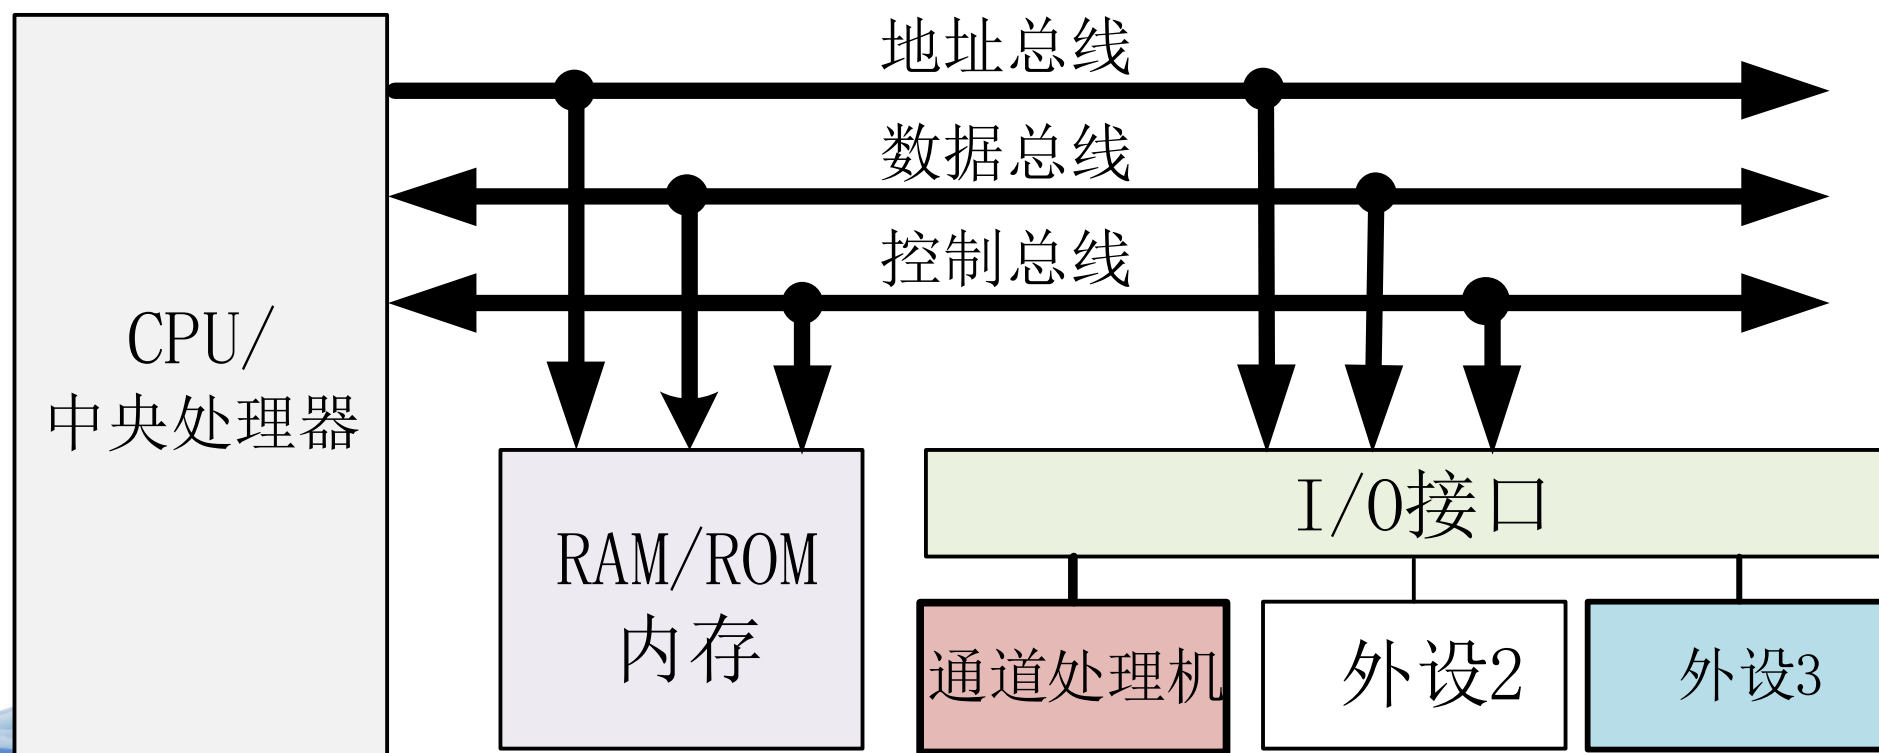 地址总线
数据总线
控制总线
CPU/
中央处理器
RAM/ROM
内存
I/O接口
通道处理机
外设2
外设3